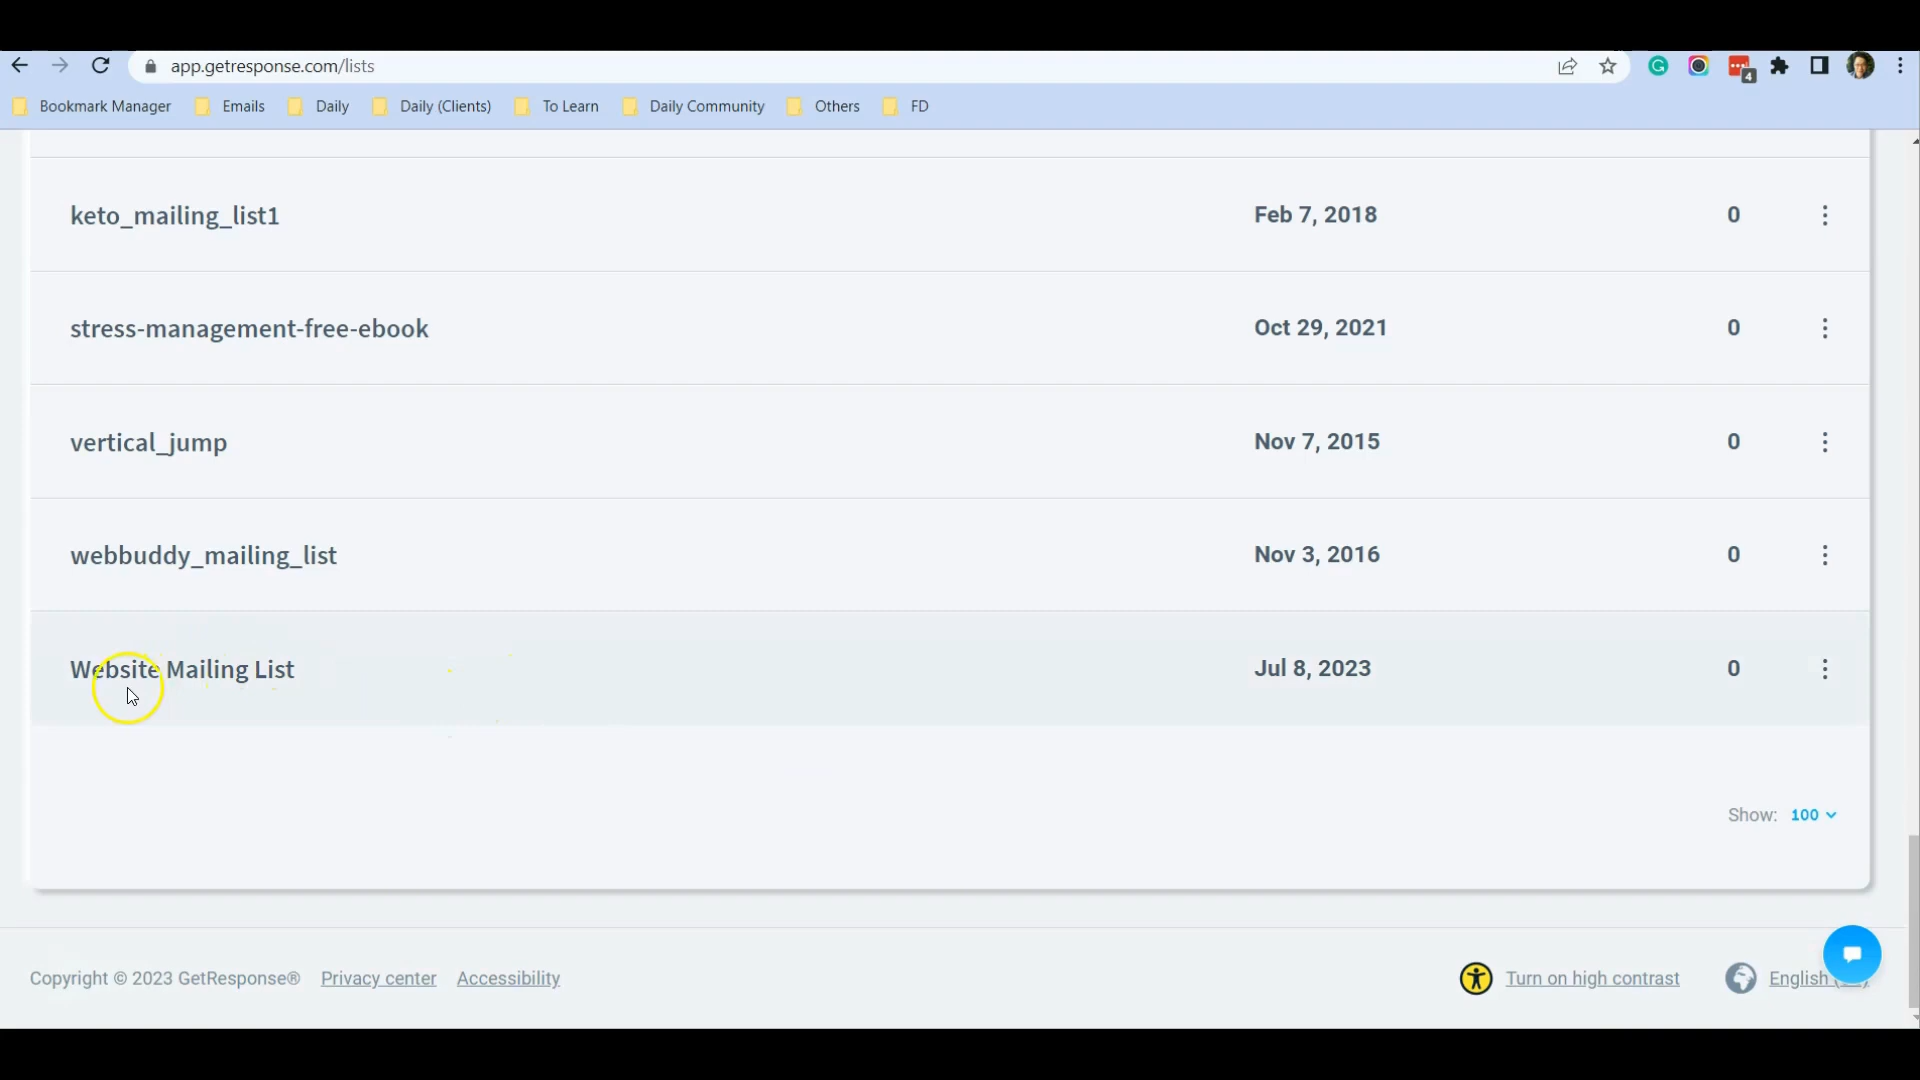 app.getresponse.com/lists
4
Bookmark Manager Emails Daily Daily (Clients) To Learn Daily Community Others FD
keto_mailing_list1 Feb 7, 2018 0
stress-management-free-ebook Oct 29, 2021 0
vertical_jump Nov 7, 2015 0
webbuddy_mailing_list Nov 3, 2016 0
Website Mailing List Jul 8, 2023 0
Show: 100
Copyright © 2023 GetResponse® Privacy center Accessibility Turn on high contrast English